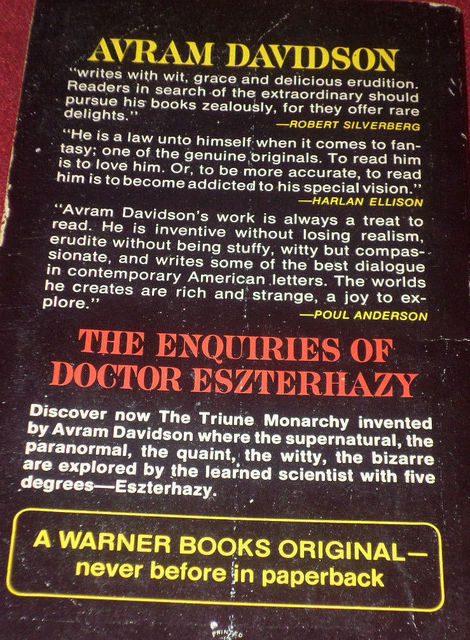 AVRAM DAVIDSON
"writes with wit, grace and delicious erudition.
Readers in search of the extraordinary should
pursue his books zealously, for they offer rare
delights."
—ROBERT SILVERBERG
"He is a law unto himself when it comes to fan-
tasy; one of the genuine originals. To read him
is to love him. Or, to be more accurate, to read
him is to become addicted to his special vision."
—HARLAN ELLISON
"Avram Davidson's work is always a treat to
read. He is inventive without losing realism,
erudite without being stuffy, witty but compas-
sionate, and writes some of the best dialogue
in contemporary American letters. The worlds
he creates are rich and strange, a joy to ex-
plore."
—POUL ANDERSON
THE ENQUIRIES OF
DOCTOR ESZTERHAZY
Discover now The Triune Monarchy invented
by Avram Davidson where the supernatural, the
paranormal, the quaint, the witty, the bizarre
are explored by the learned scientist with five
degrees—Eszterhazy.
A WARNER BOOKS ORIGINAL—
never before in paperback
PRINTED